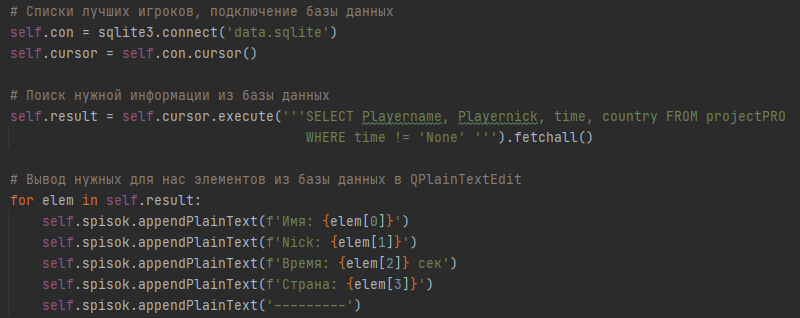 # Списки лучших игроков, подключение базы данных
self.con = sqlite3.connect('data.sqlite')
self.cursor = self.con.cursor()
# Поиск нужной информации из базы данных
self.result = self.cursor.execute('''SELECT Playername, Playernick, time, country FROM projectPRO
WHERE time != 'None' ''').fetchall()
# Вывод нужных для нас элементов из базы данных в QPlainTextEdit
for elem in self.result:
self.spisok.appendPlainText(f'Имя: {elem[0]}')
self.spisok.appendPlainText(f'Nick: {elem[1]}')
self.spisok.appendPlainText(f'Время: {elem[2]} сек')
self.spisok.appendPlainText(f'Страна: {elem[3]}')
self.spisok.appendPlainText('---------')